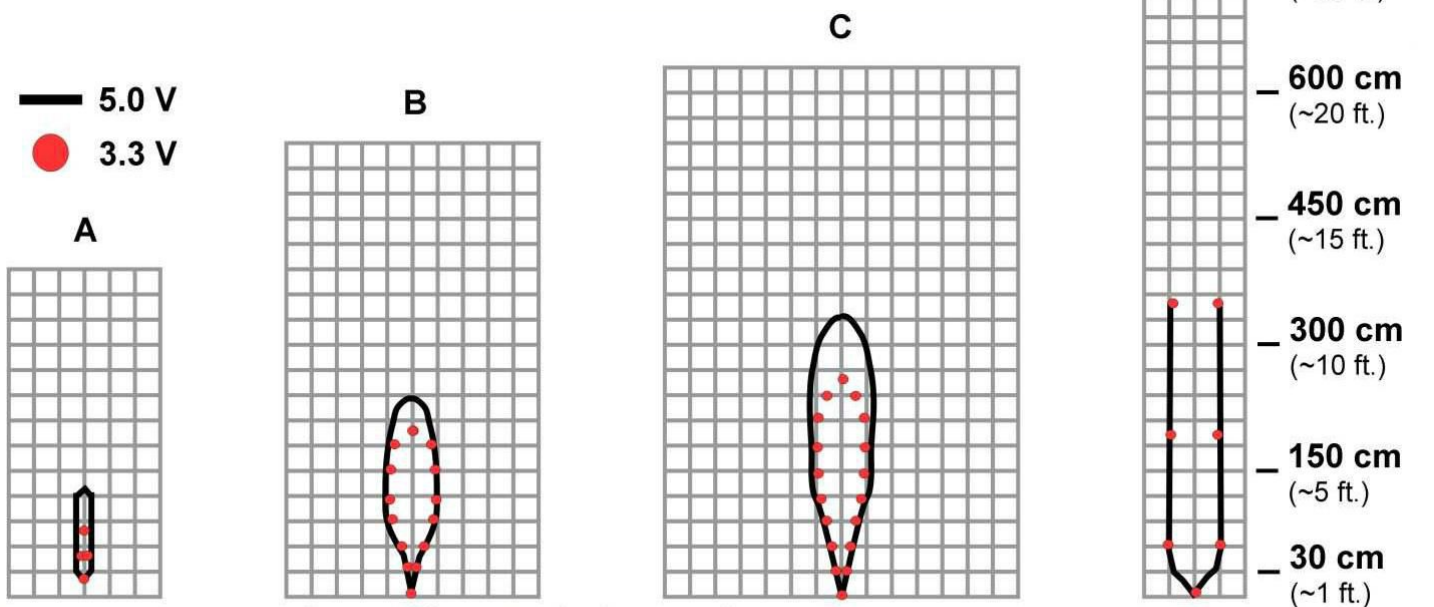 5.0 V
3.3 V
A
B
C
600 cm
(~20 ft.)
450 cm
(~15 ft.)
300 cm
(~10 ft.)
150 cm
(~5 ft.)
30 cm
(~1 ft.)